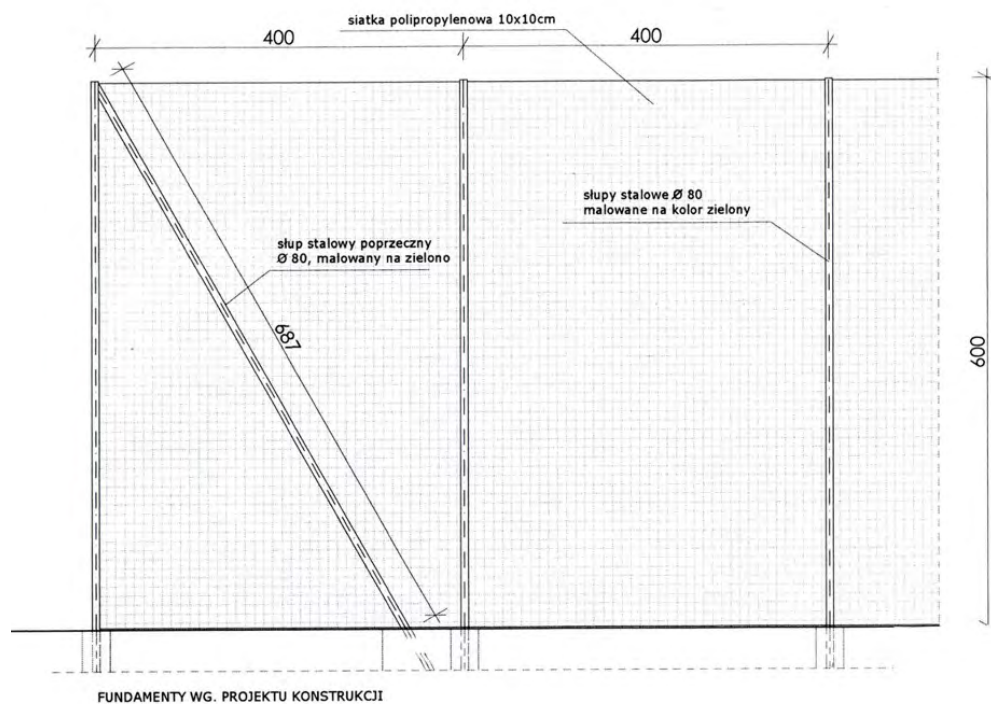 siatka polipropylenowa 10x10cm
400
400
słupy stalowe Ø 80
malowane na kolor zielony
słup stalowy poprzeczny
Ø 80, malowany na zielono
687
600
FUNDAMENTY WG. PROJEKTU KONSTRUKCJI